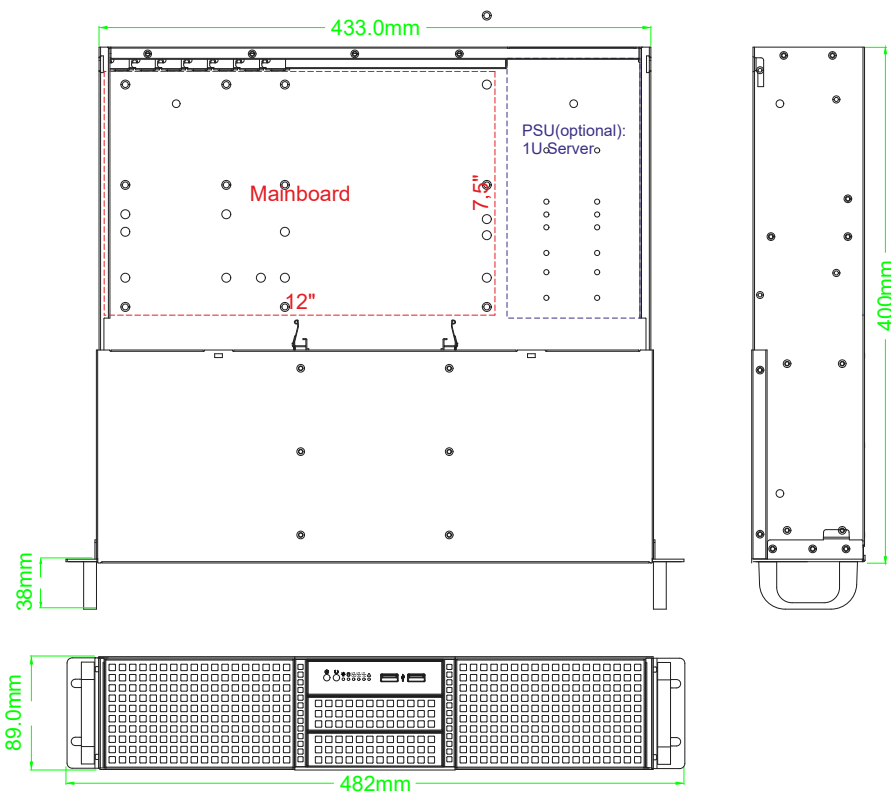 433.0mm
PSU(optional):
1U Server
Mainboard
7,5"
12"
400mm
38mm
89.0mm
482mm